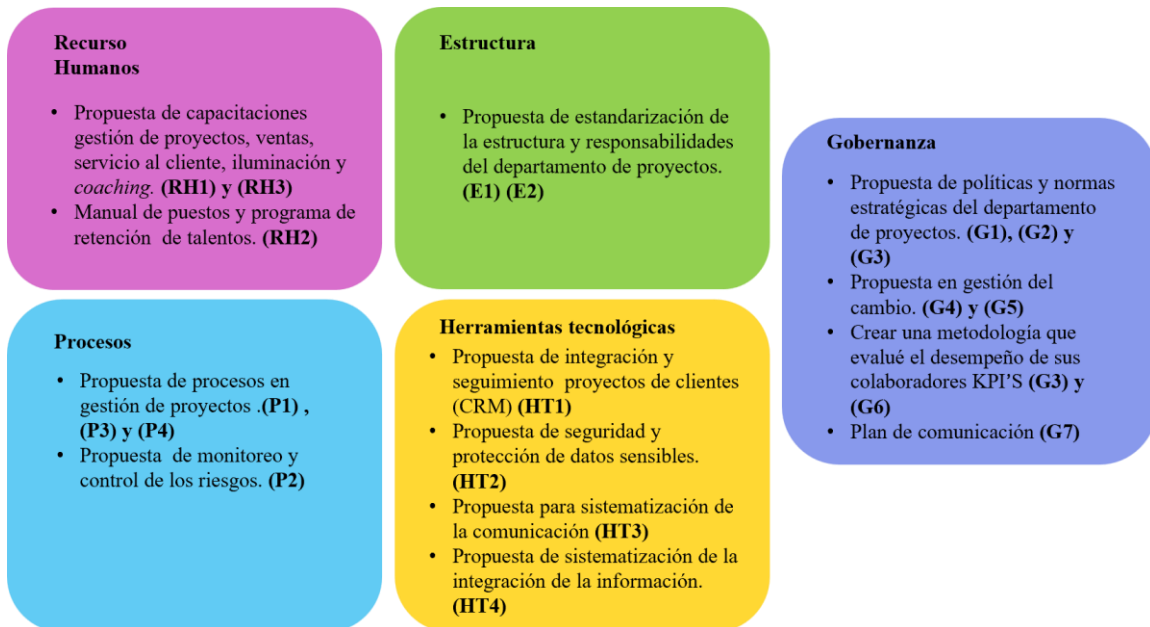 Recurso
Humanos
• Propuesta de capacitaciones
gestión de proyectos, ventas,
servicio al cliente, iluminación y
coaching. (RH1) y (RH3)
• Manual de puestos y programa de
retención de talentos. (RH2)
Estructura
• Propuesta de estandarización de
la estructura y responsabilidades
del departamento de proyectos.
(E1) (E2)
Procesos
• Propuesta de procesos en
gestión de proyectos .(P1) ,
(P3) y (P4)
• Propuesta de monitoreo y
control de los riesgos. (P2)
Herramientas tecnológicas
• Propuesta de integración y
seguimiento proyectos de clientes
(CRM) (HT1)
• Propuesta de seguridad y
protección de datos sensibles.
(HT2)
• Propuesta para sistematización de
la comunicación (HT3)
• Propuesta de sistematización de la
integración de la información.
(HT4)
Gobernanza
• Propuesta de políticas y normas
estratégicas del departamento
de proyectos. (G1), (G2) y
(G3)
• Propuesta en gestión del
cambio. (G4) y (G5)
• Crear una metodología que
evalué el desempeño de sus
colaboradores KPI’S (G3) y
(G6)
• Plan de comunicación (G7)